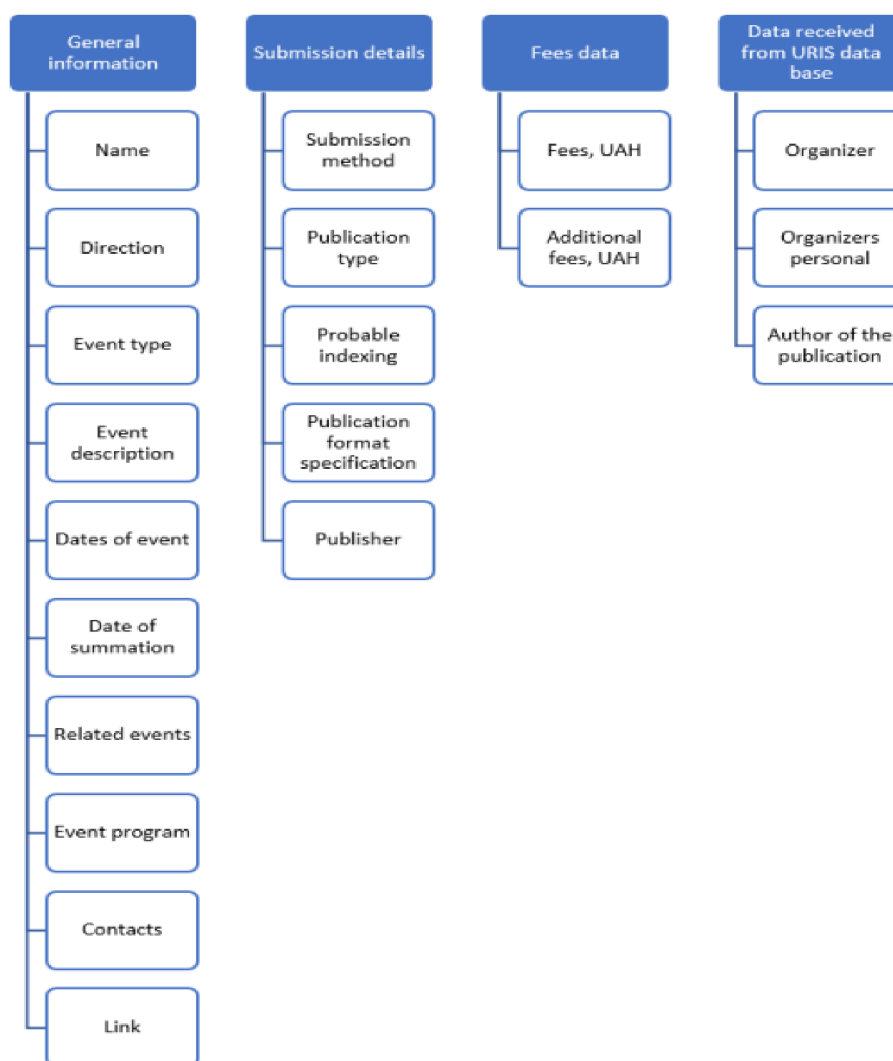 General
information
Name
Direction
Event type
Event
description
Dates of event
Date of
summation
Related events
Event program
Contacts
Link
Submission details
Submission
method
Publication
type
Probable
indexing
Publication
format
specification
Publisher
Fees data
Fees, UAH
Additional
fees, UAH
Data received
from URIS data
base
Organizer
Organizers
personal
Author of the
publication